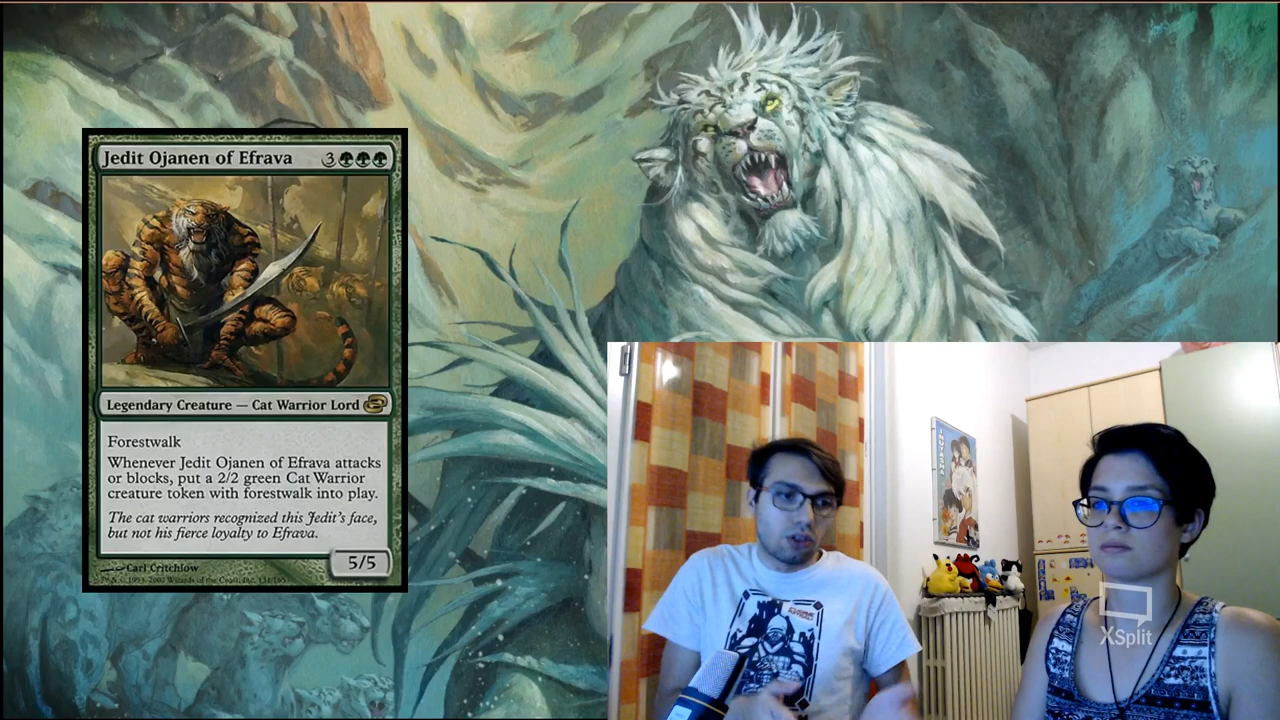 Jedit Ojanen of Efrava 3
Legendary Creature — Cat Warrior Lord
Forestwalk
Whenever Jedit Ojanen of Efrava attacks
or blocks, put a 2/2 green Cat Warrior
creature token with forestwalk into play.
The cat warriors recognized this Jedit's face,
but not his fierce loyalty to Efrava.
5/5
Carl Critchlow
INUYASHA
XSplit